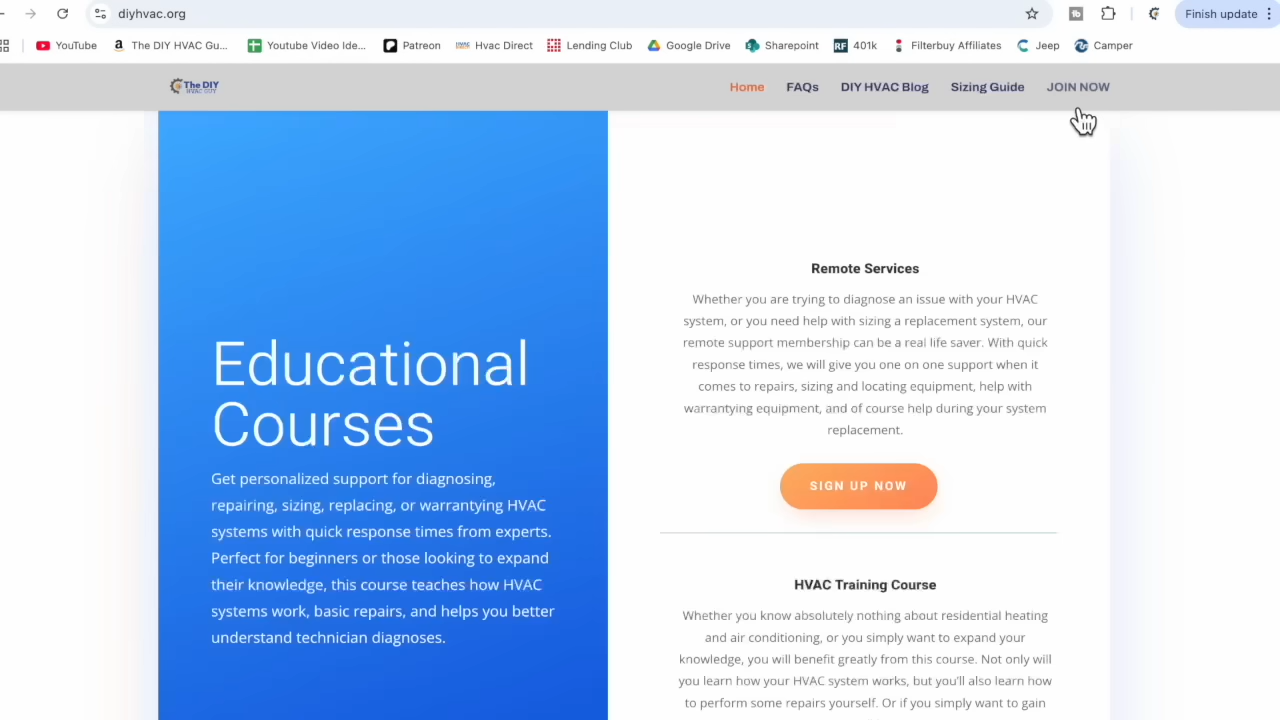 diyhvac.org
Finish update
YouTube
The DIY HVAC Gu...
Youtube Video Ide...
Patreon
Hvac Direct
Lending Club
Google Drive
Sharepoint
RF
401k
Filterbuy Affiliates
Jeep
Camper
The DIY
HVAC GUY
Home
FAQs
DIY HVAC Blog
Sizing Guide
JOIN NOW
Educational
Courses
Get personalized support for diagnosing,
repairing, sizing, replacing, or warrantying HVAC
systems with quick response times from experts.
Perfect for beginners or those looking to expand
their knowledge, this course teaches how HVAC
systems work, basic repairs, and helps you better
understand technician diagnoses.
Remote Services
Whether you are trying to diagnose an issue with your HVAC
system, or you need help with sizing a replacement system, our
remote support membership can be a real life saver. With quick
response times, we will give you one on one support when it
comes to repairs, sizing and locating equipment, help with
warrantying equipment, and of course help during your system
replacement.
SIGN UP NOW
HVAC Training Course
Whether you know absolutely nothing about residential heating
and air conditioning, or you simply want to expand your
knowledge, you will benefit greatly from this course. Not only will
you learn how your HVAC system works, but you'll also learn how
to perform some repairs yourself. Or if you simply want to gain